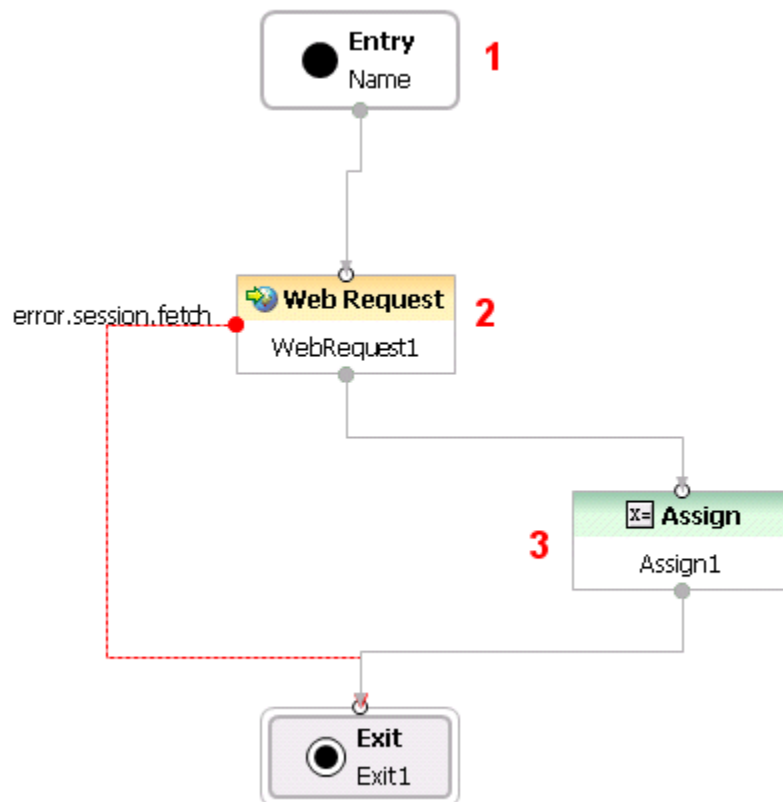 Entry
Name
1
error.session.fetch
Web Request
WebRequest1
2
X= Assign
Assign1
3
Exit
Exit1